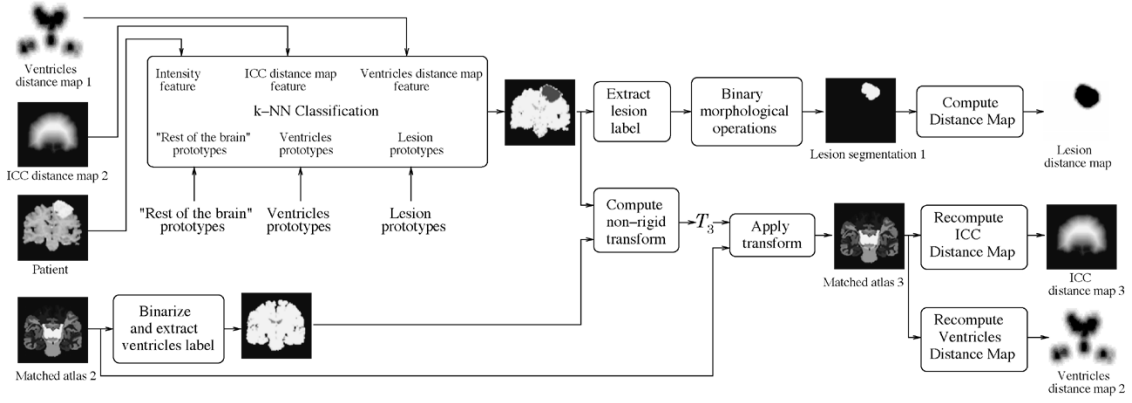 Ventricles
distance map 1
ICC distance map 2
Patient
Intensity
feature
ICC distance map
feature
Ventricles distance map
feature
k–NN Classification
"Rest of the brain"
prototypes
Ventricles
prototypes
Lesion
prototypes
"Rest of the brain"
prototypes
Ventricles
prototypes
Lesion
prototypes
Extract
lesion
label
Binary
morphological
operations
Lesion segmentation 1
Compute
Distance Map
Lesion
distance map
Compute
non–rigid
transform
T3
Apply
transform
Matched atlas 3
Recompute
ICC
Distance Map
ICC
distance map 3
Matched atlas 2
Binarize
and extract
ventricles label
Recompute
Ventricles
Distance Map
Ventricles
distance map 2